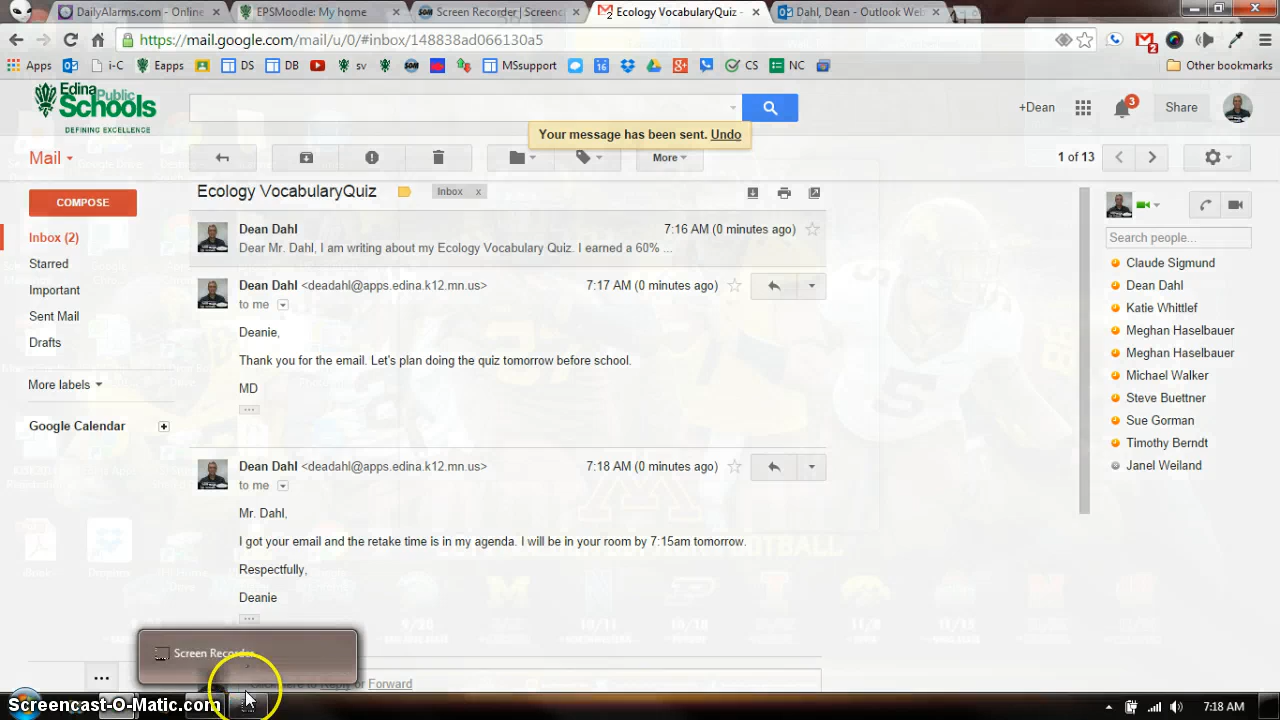 DailyAlarms.com - Online
EPSMoodle: My home
Screen Recorder | Screenc
Ecology VocabularyQuiz -
Dahl, Dean - Outlook Web
https://mail.google.com/mail/u/0/#inbox/148838ad066130a5
Apps i-C Eapps DS DB sv MSsupport 16 CS NC Other bookmarks
Edina Public
Schools
DEFINING EXCELLENCE
+Dean 3 Share
Your message has been sent. Undo
Mail More 1 of 13
Ecology VocabularyQuiz Inbox x
COMPOSE
Inbox (2)
Starred
Important
Sent Mail
Drafts
More labels
Google Calendar
Dean Dahl 7:16 AM (0 minutes ago)
Dear Mr. Dahl, I am writing about my Ecology Vocabulary Quiz. I earned a 60% ...
Dean Dahl <deadahl@apps.edina.k12.mn.us> 7:17 AM (0 minutes ago)
to me
Deanie,
Thank you for the email. Let's plan doing the quiz tomorrow before school.
MD
Dean Dahl <deadahl@apps.edina.k12.mn.us> 7:18 AM (0 minutes ago)
to me
Mr. Dahl,
I got your email and the retake time is in my agenda. I will be in your room by 7:15am tomorrow.
Respectfully,
Deanie
Search people...
Claude Sigmund
Dean Dahl
Katie Whittlef
Meghan Haselbauer
Meghan Haselbauer
Michael Walker
Steve Buettner
Sue Gorman
Timothy Berndt
Janel Weiland
Screen Recorder
Reply or Forward
Screencast-O-Matic.com
7:18 AM